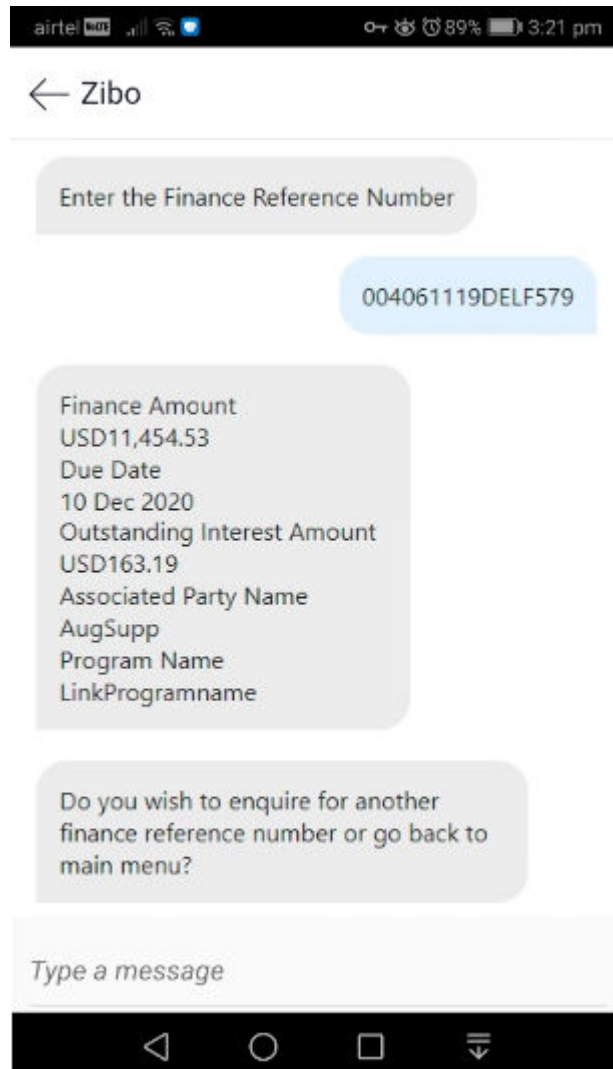 airtel VoLTE 89% 3:21 pm
Zibo
Enter the Finance Reference Number
004061119DELF579
Finance Amount
USD11,454.53
Due Date
10 Dec 2020
Outstanding Interest Amount
USD163.19
Associated Party Name
AugSupp
Program Name
LinkProgramname
Do you wish to enquire for another
finance reference number or go back to
main menu?
Type a message